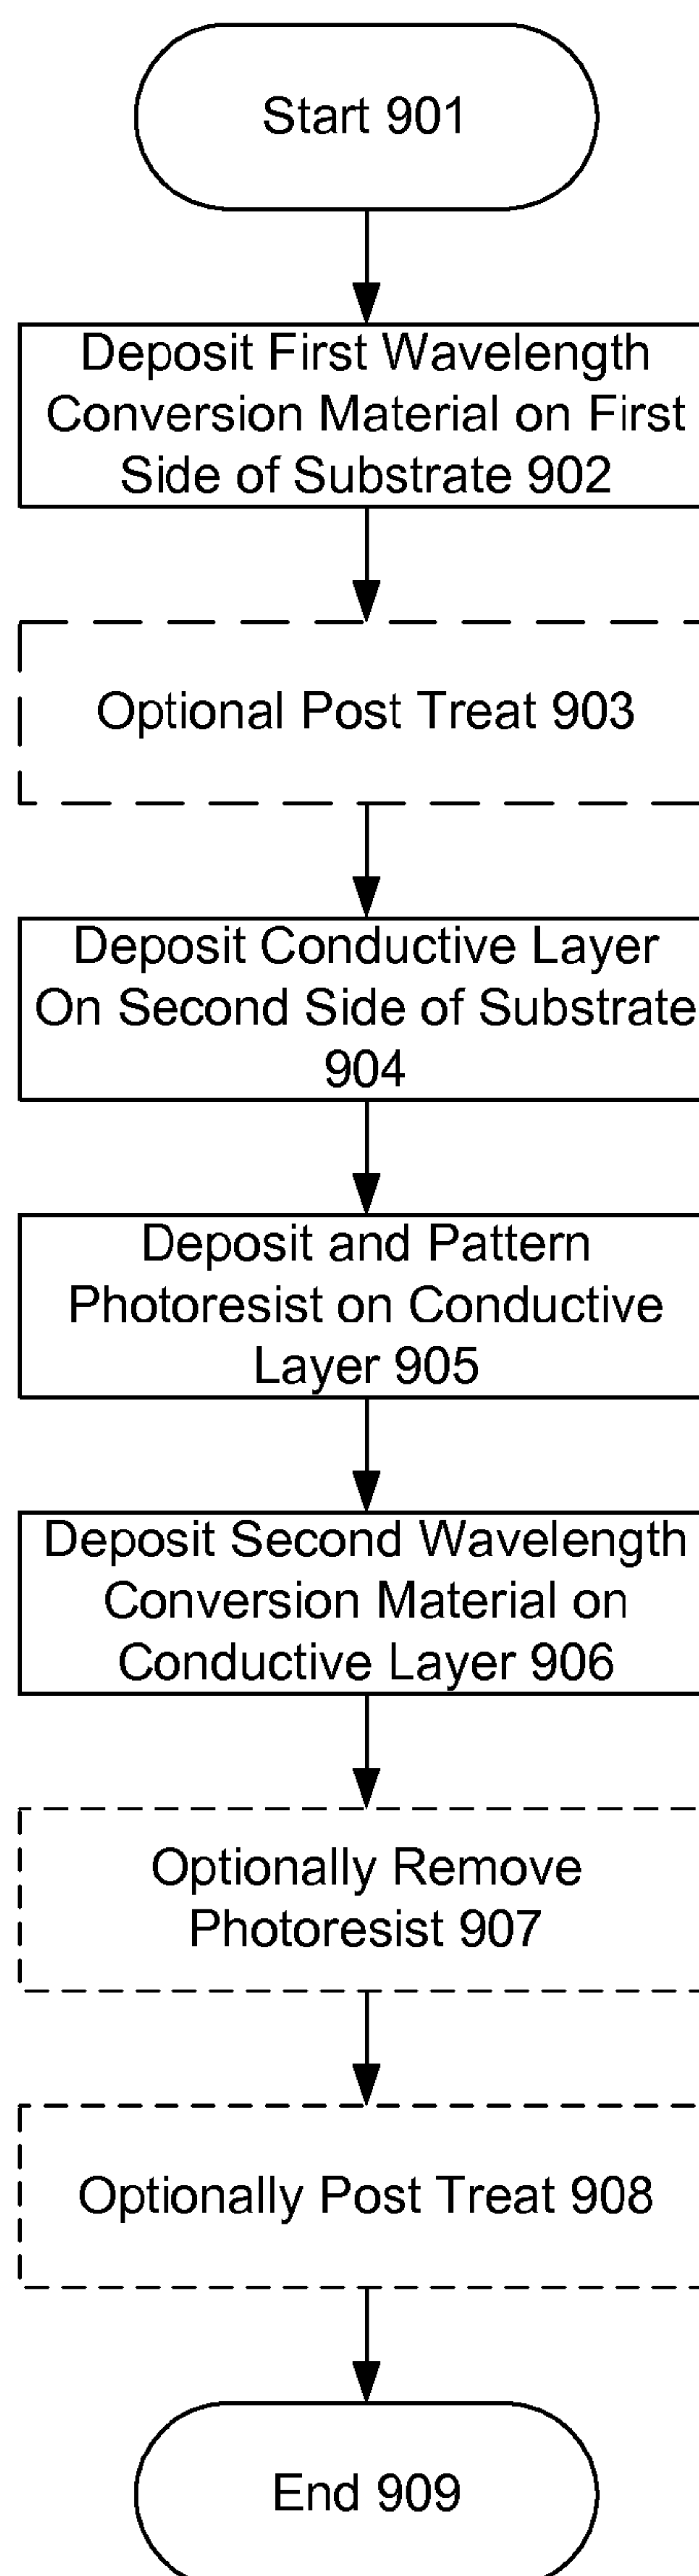 Start 901
Deposit First Wavelength
Conversion Material on First
Side of Substrate 902
Optional Post Treat 903
Deposit Conductive Layer
On Second Side of Substrate
904
Deposit and Pattern
Photoresist on Conductive
Layer 905
Deposit Second Wavelength
Conversion Material on
Conductive Layer 906
Optionally Remove
Photoresist 907
Optionally Post Treat 908
End 909